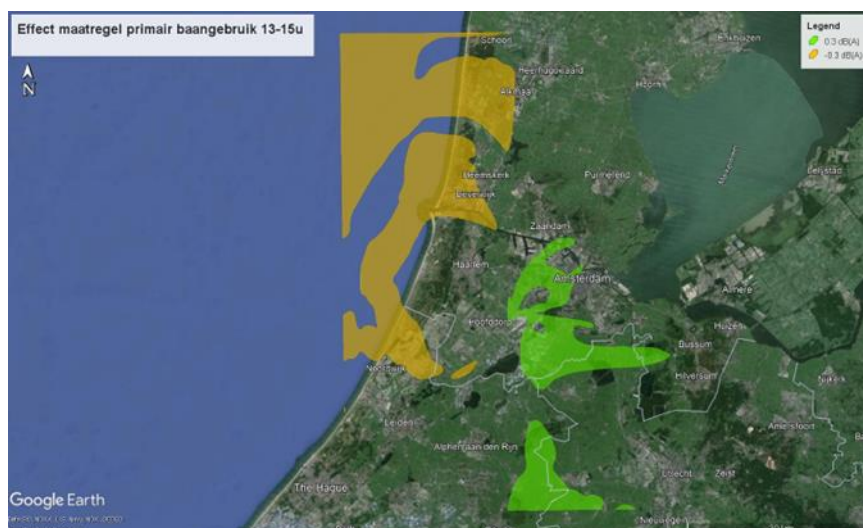 Effect maatregel primair baangebruik 13-15u
Legend
0.3 dB(A)
-0.3 dB(A)
N
Schoorl
Enkhuizen
Heerhugowaard
Alkmaar
Hoorn
Heemskerk
Purmerend
Lelystad
Beverwijk
Zaandam
Haarlem
Amsterdam
Almere
Hoofddorp
Huizen
Bussum
Noordwijk
Hilversum
Nijkerk
Leiden
Amersfoort
Alphen aan den Rijn
Utrecht
Zeist
The Hague
Nieuwegein
Google Earth